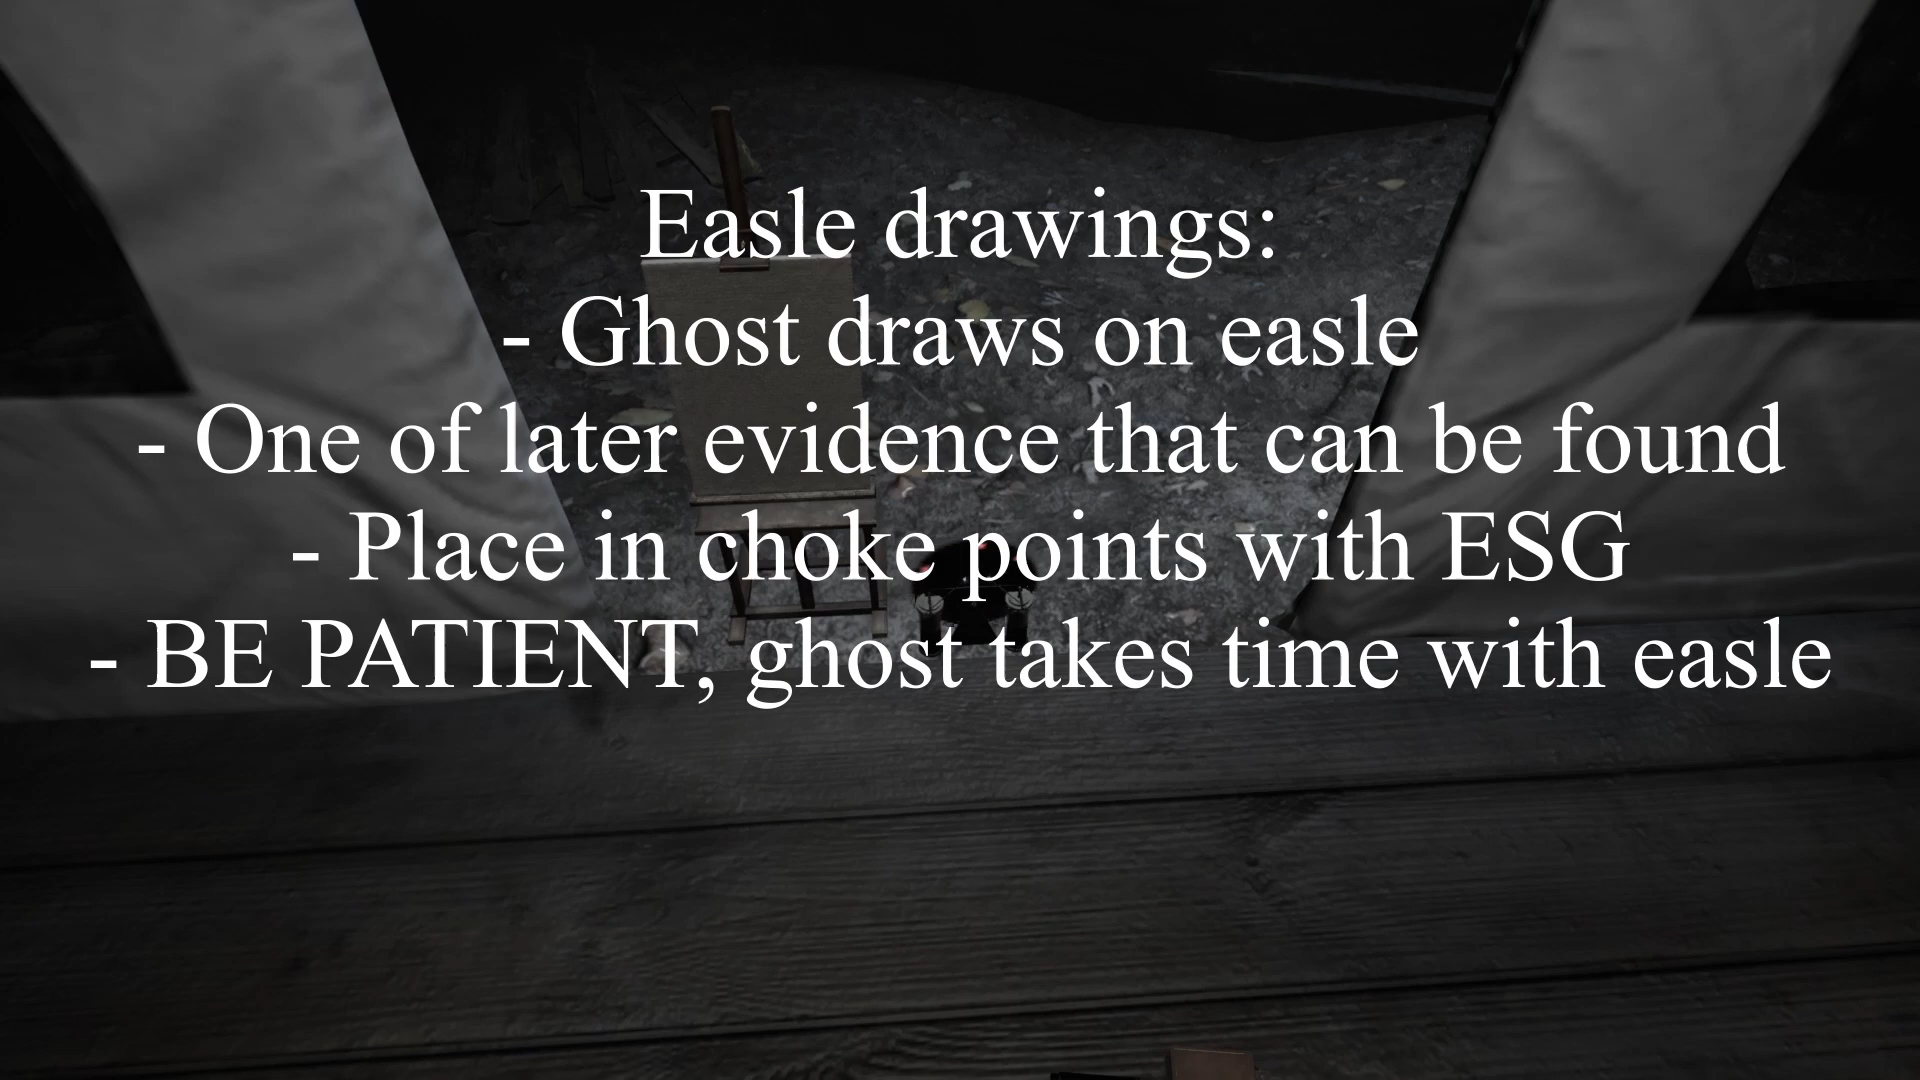 Easle drawings:
- Ghost draws on easle
- One of later evidence that can be found
- Place in choke points with ESG
- BE PATIENT, ghost takes time with easle